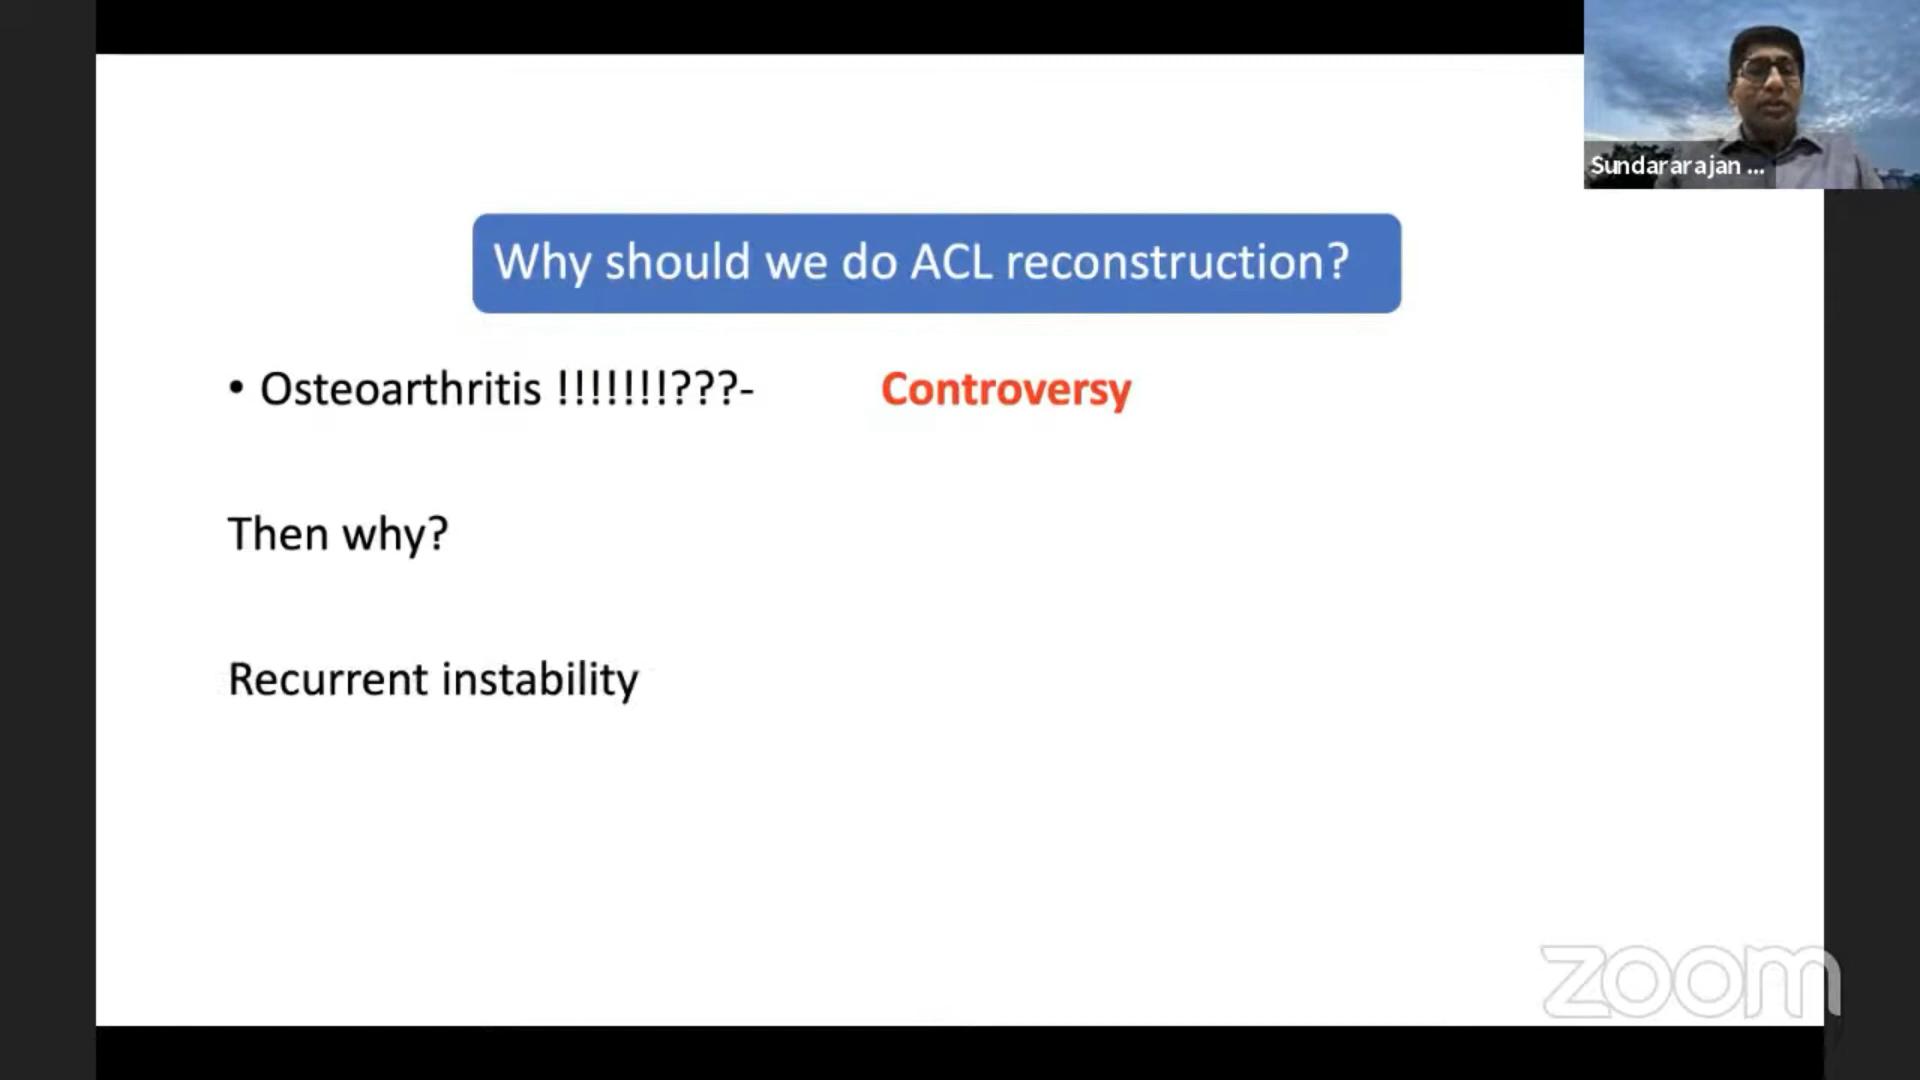 Sundararajan ...
Why should we do ACL reconstruction?
• Osteoarthritis !!!!!!!???- Controversy
Then why?
Recurrent instability
zoom